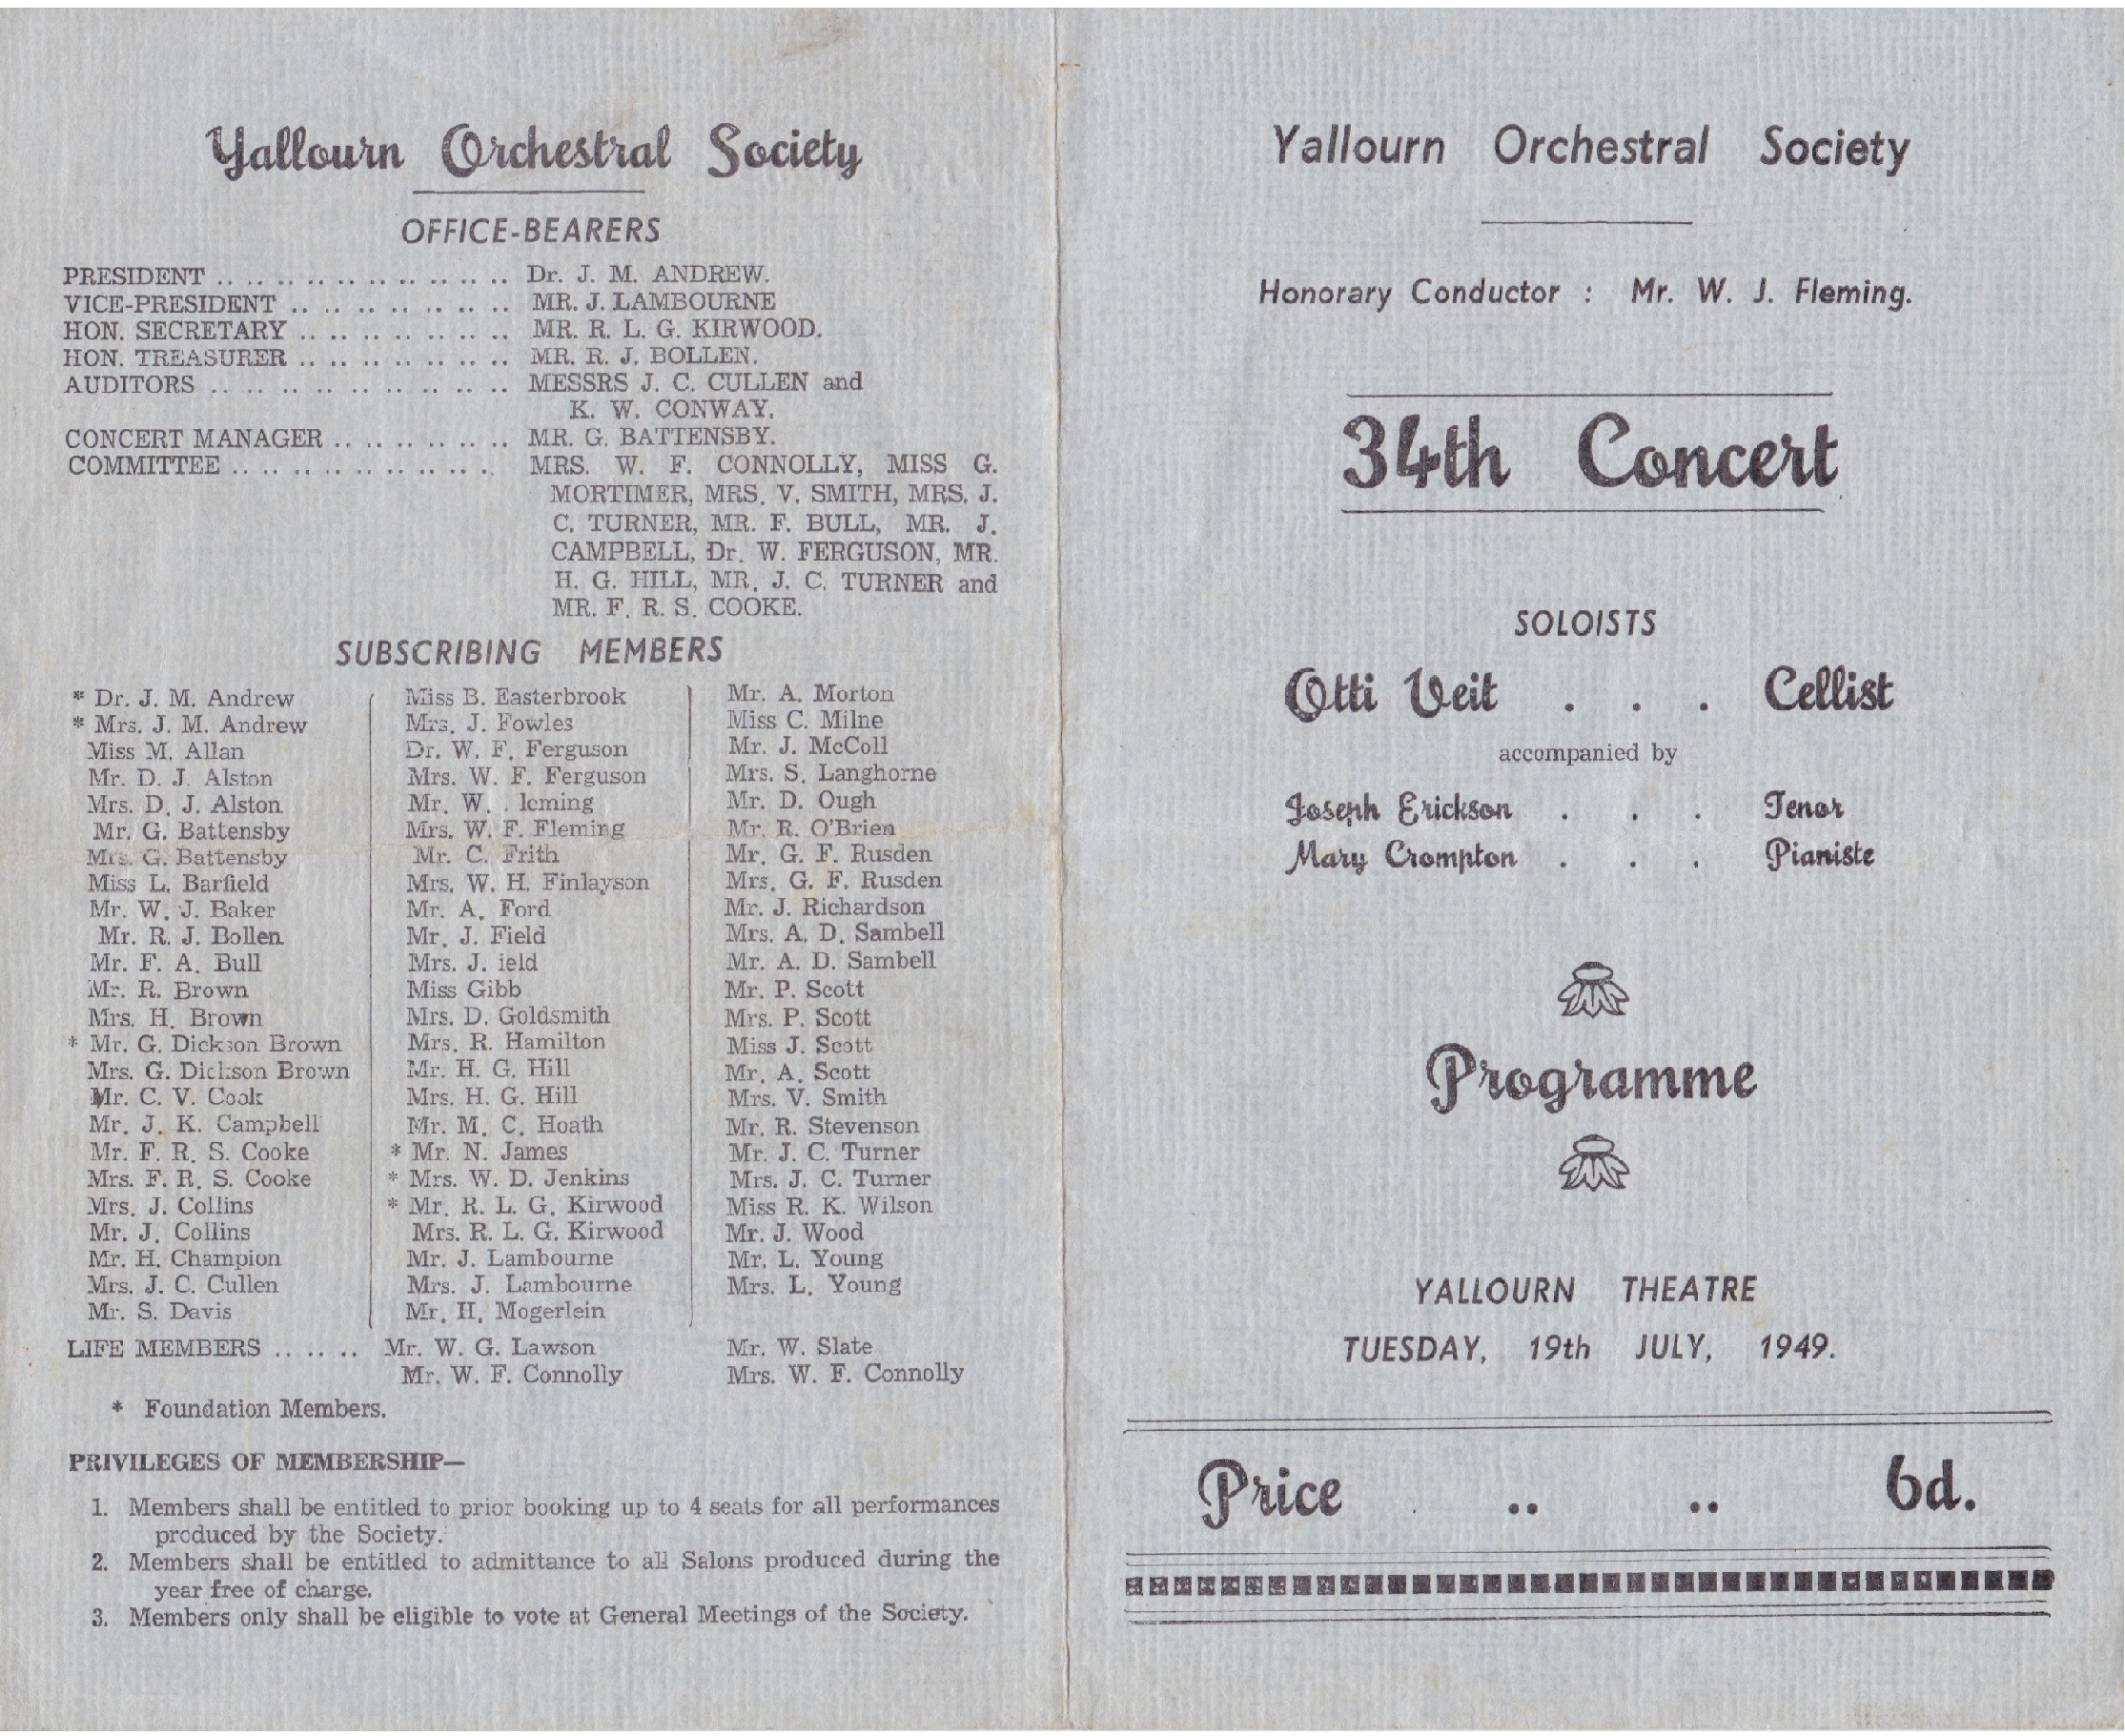 Yallourn Orchestral Society
OFFICE-BEARERS
PRESIDENT .. .. .. .. .. .. .. .. .. .. Dr. J. M. ANDREW.
VICE-PRESIDENT .. .. .. .. .. .. .. MR. J. LAMBOURNE
HON. SECRETARY .. .. .. .. .. .. .. MR. R. L. G. KIRWOOD.
HON. TREASURER .. .. .. .. .. .. .. MR. R. J. BOLLEN.
AUDITORS .. .. .. .. .. .. .. .. .. .. MESSRS J. C. CULLEN and
K. W. CONWAY.
CONCERT MANAGER .. .. .. .. .. .. MR. G. BATTENSBY.
COMMITTEE .. .. .. .. .. .. .. .. .. MRS. W. F. CONNOLLY, MISS G.
MORTIMER, MRS. V. SMITH, MRS. J.
C. TURNER, MR. F. BULL, MR. J.
CAMPBELL, Dr. W. FERGUSON, MR.
H. G. HILL, MR. J. C. TURNER and
MR. F. R. S. COOKE.
SUBSCRIBING MEMBERS
* Dr. J. M. Andrew
* Mrs. J. M. Andrew
Miss M. Allan
Mr. D. J. Alston
Mrs. D. J. Alston
Mr. G. Battensby
Mrs. G. Battensby
Miss L. Barfield
Mr. W. J. Baker
Mr. R. J. Bollen
Mr. F. A. Bull
Mr. R. Brown
Mrs. H. Brown
* Mr. G. Dickson Brown
Mrs. G. Dickson Brown
Mr. C. V. Cook
Mr. J. K. Campbell
Mr. F. R. S. Cooke
Mrs. F. R. S. Cooke
Mrs. J. Collins
Mr. J. Collins
Mr. H. Champion
Mrs. J. C. Cullen
Mr. S. Davis
Miss B. Easterbrook
Mrs. J. Fowles
Dr. W. F. Ferguson
Mrs. W. F. Ferguson
Mr. W. . leming
Mrs. W. F. Fleming
Mr. C. Frith
Mrs. W. H. Finlayson
Mr. A. Ford
Mr. J. Field
Mrs. J. ield
Miss Gibb
Mrs. D. Goldsmith
Mrs. R. Hamilton
Mr. H. G. Hill
Mrs. H. G. Hill
Mr. M. C. Hoath
* Mr. N. James
* Mrs. W. D. Jenkins
* Mr. R. L. G. Kirwood
Mrs. R. L. G. Kirwood
Mr. J. Lambourne
Mrs. J. Lambourne
Mr. H. Mogerlein
Mr. A. Morton
Miss C. Milne
Mr. J. McColl
Mrs. S. Langhorne
Mr. D. Ough
Mr. R. O'Brien
Mr. G. F. Rusden
Mrs. G. F. Rusden
Mr. J. Richardson
Mrs. A. D. Sambell
Mr. A. D. Sambell
Mr. P. Scott
Mrs. P. Scott
Miss J. Scott
Mr. A. Scott
Mrs. V. Smith
Mr. R. Stevenson
Mr. J. C. Turner
Mrs. J. C. Turner
Miss R. K. Wilson
Mr. J. Wood
Mr. L. Young
Mrs. L. Young
LIFE MEMBERS .. .. .. Mr. W. G. Lawson Mr. W. Slate
Mr. W. F. Connolly Mrs. W. F. Connolly
* Foundation Members.
PRIVILEGES OF MEMBERSHIP—
1. Members shall be entitled to prior booking up to 4 seats for all performances
produced by the Society.
2. Members shall be entitled to admittance to all Salons produced during the
year free of charge.
3. Members only shall be eligible to vote at General Meetings of the Society.
Yallourn Orchestral Society
Honorary Conductor : Mr. W. J. Fleming.
34th Concert
SOLOISTS
Otti Veit . . . Cellist
accompanied by
Joseph Erickson . . . Tenor
Mary Crompton . . . Pianiste
Programme
YALLOURN THEATRE
TUESDAY, 19th JULY, 1949.
Price . .. .. 6d.